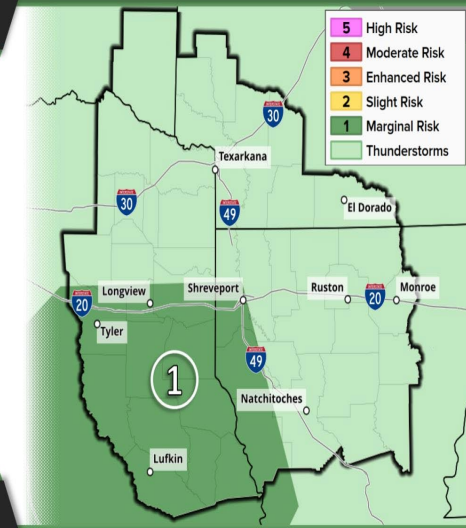 5 High Risk
4 Moderate Risk
3 Enhanced Risk
2 Slight Risk
1 Marginal Risk
Thunderstorms
30
Texarkana
30
49
El Dorado
Longview
Shreveport
Ruston
20
Monroe
20
Tyler
49
1
Natchitoches
Lufkin